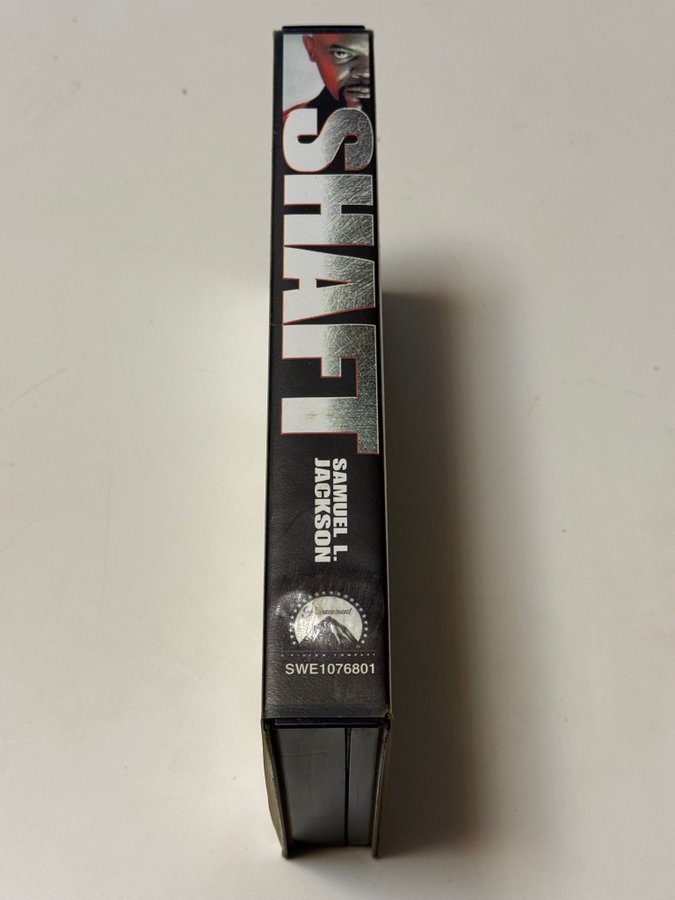 SHAFT
SAMUEL L.
JACKSON
Paramount
SWE1076801